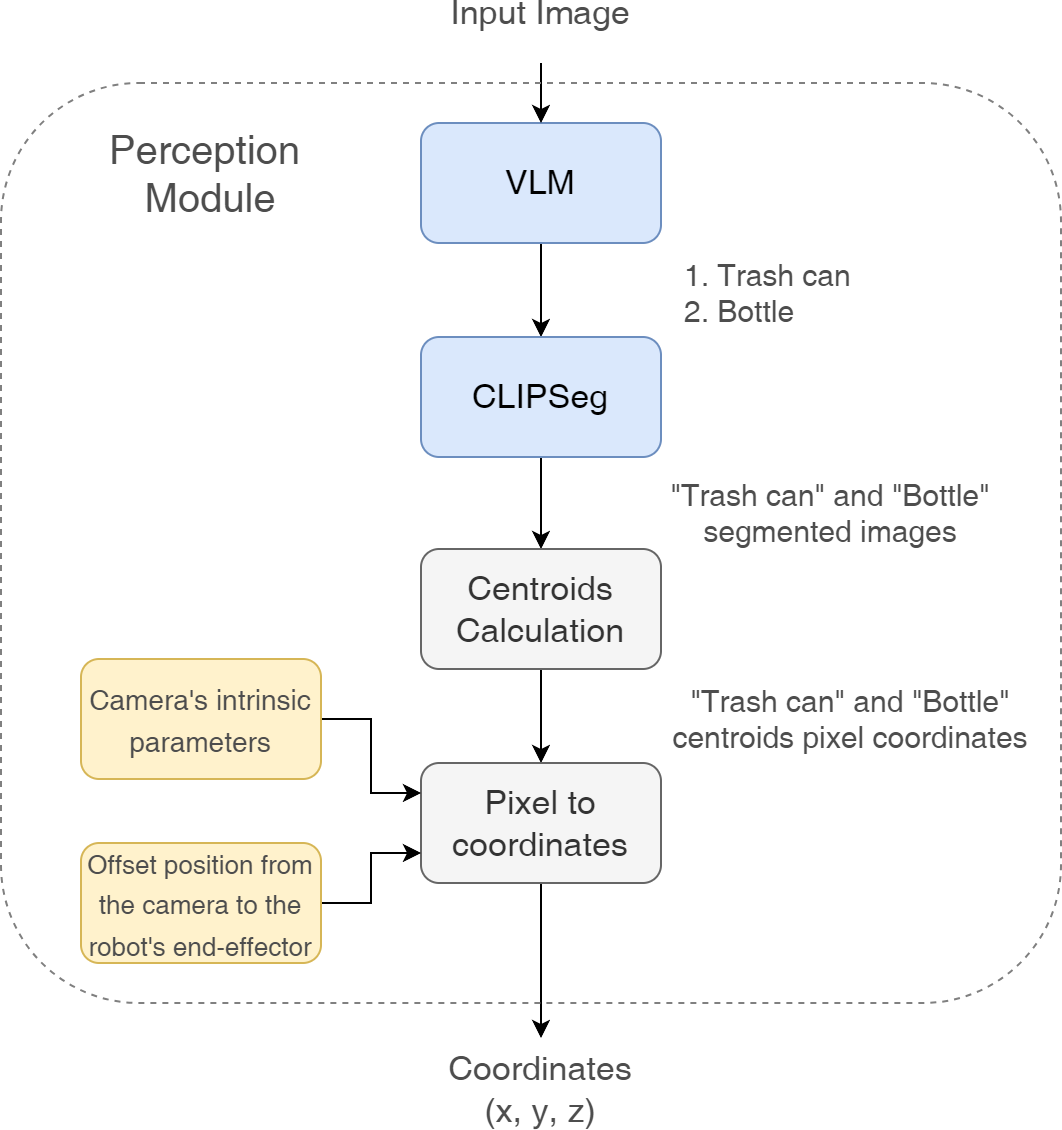 Input Image
Perception
Module
VLM
1. Trash can
2. Bottle
CLIPSeg
"Trash can" and "Bottle"
segmented images
Centroids
Calculation
"Trash can" and "Bottle"
centroids pixel coordinates
Camera's intrinsic
parameters
Pixel to
coordinates
Offset position from
the camera to the
robot's end-effector
Coordinates
(x, y, z)